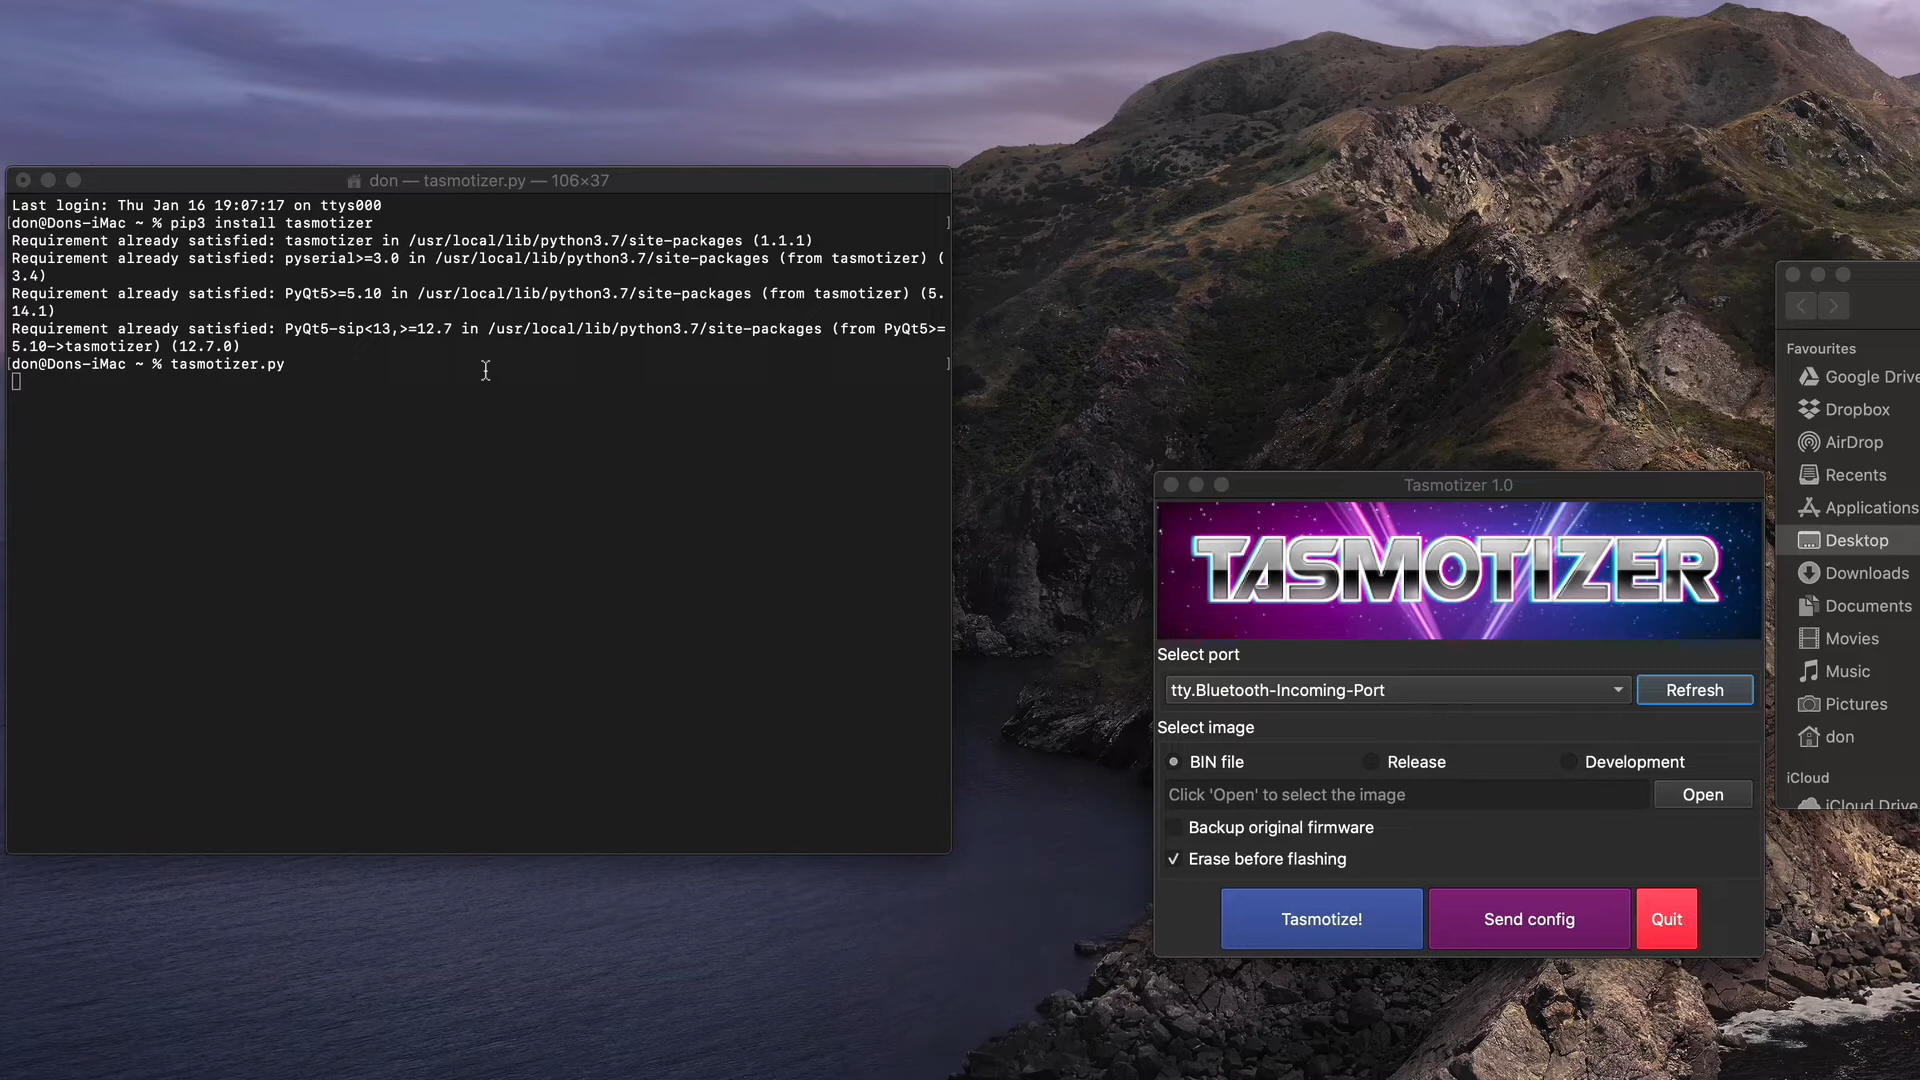 don — tasmotizer.py — 106×37
Last login: Thu Jan 16 19:07:17 on ttys000
[don@Dons-iMac ~ % pip3 install tasmotizer ]
Requirement already satisfied: tasmotizer in /usr/local/lib/python3.7/site-packages (1.1.1)
Requirement already satisfied: pyserial>=3.0 in /usr/local/lib/python3.7/site-packages (from tasmotizer) (
3.4)
Requirement already satisfied: PyQt5>=5.10 in /usr/local/lib/python3.7/site-packages (from tasmotizer) (5.
14.1)
Requirement already satisfied: PyQt5-sip<13,>=12.7 in /usr/local/lib/python3.7/site-packages (from PyQt5>=
5.10->tasmotizer) (12.7.0)
[don@Dons-iMac ~ % tasmotizer.py ]
Tasmotizer 1.0
TASMOTIZER
Select port
tty.Bluetooth-Incoming-Port
Refresh
Select image
BIN file
Release
Development
Click 'Open' to select the image
Open
Backup original firmware
✓ Erase before flashing
Tasmotize!
Send config
Quit
Favourites
Google Drive
Dropbox
AirDrop
Recents
Applications
Desktop
Downloads
Documents
Movies
Music
Pictures
don
iCloud
iCloud Drive